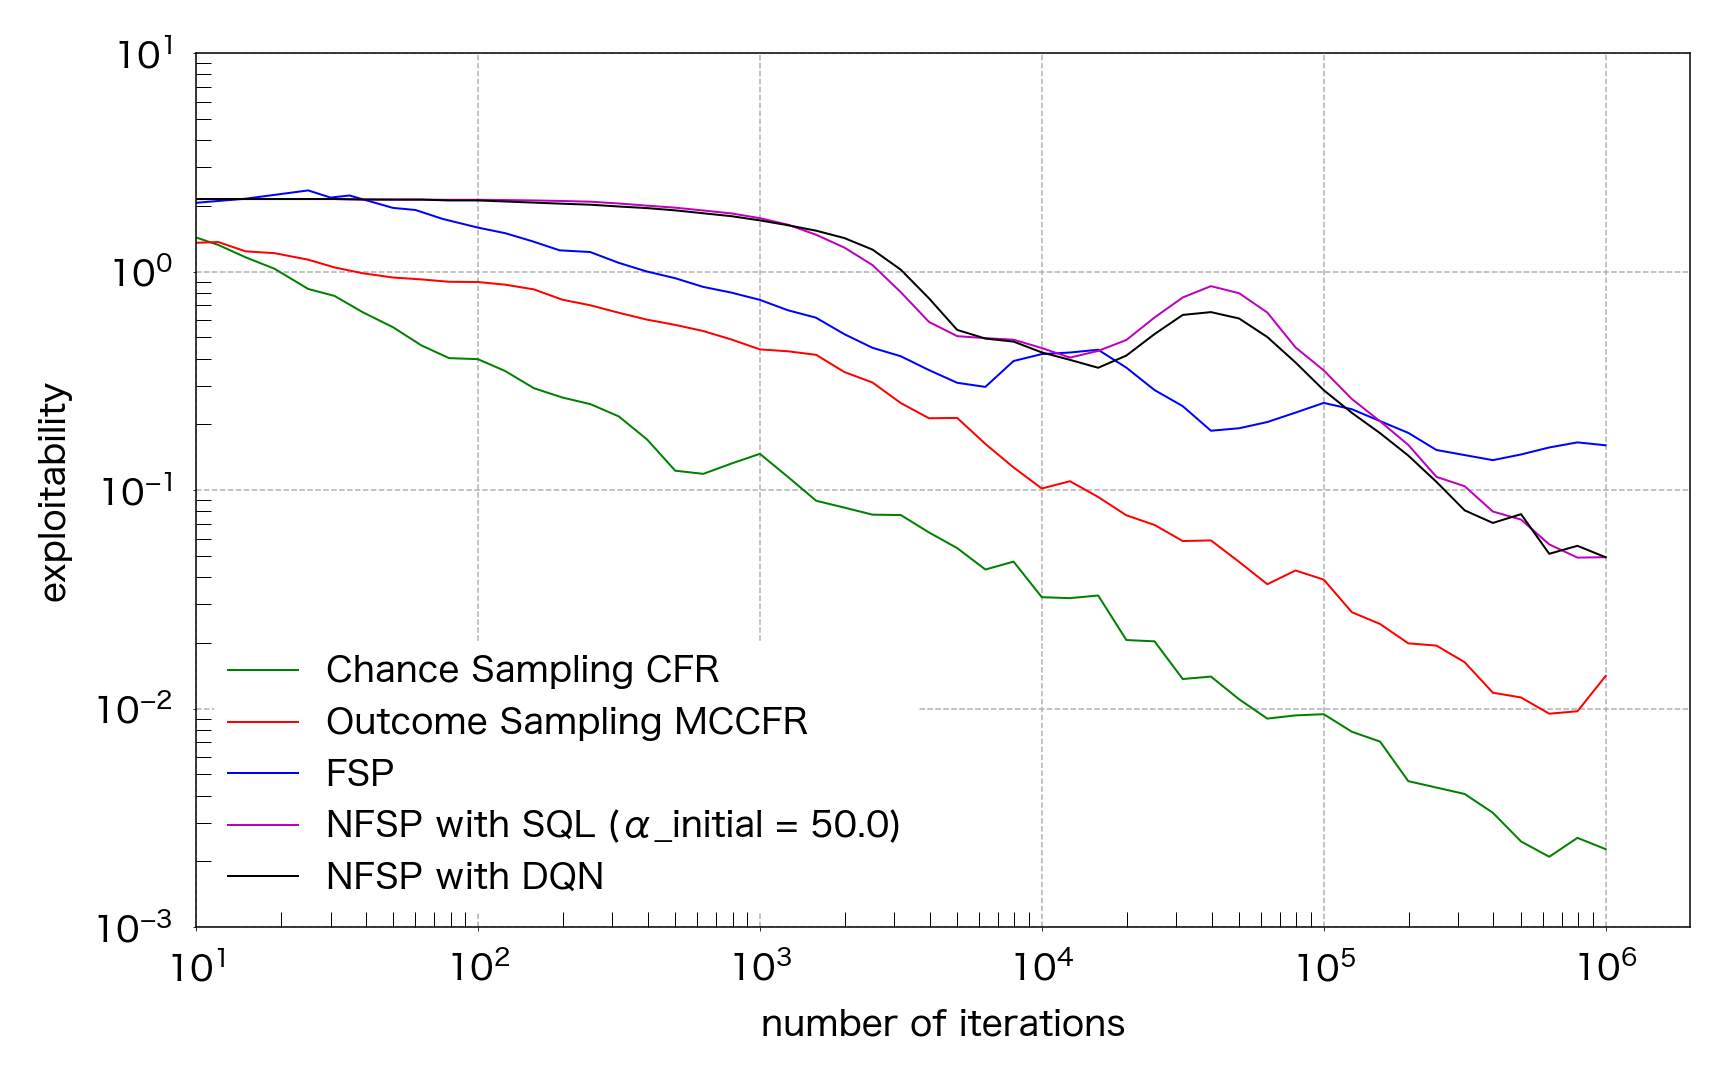 10¹
10⁰
10⁻¹
10⁻²
10⁻³
exploitability
Chance Sampling CFR
Outcome Sampling MCCFR
FSP
NFSP with SQL (α_initial = 50.0)
NFSP with DQN
10¹ 10² 10³ 10⁴ 10⁵ 10⁶
number of iterations